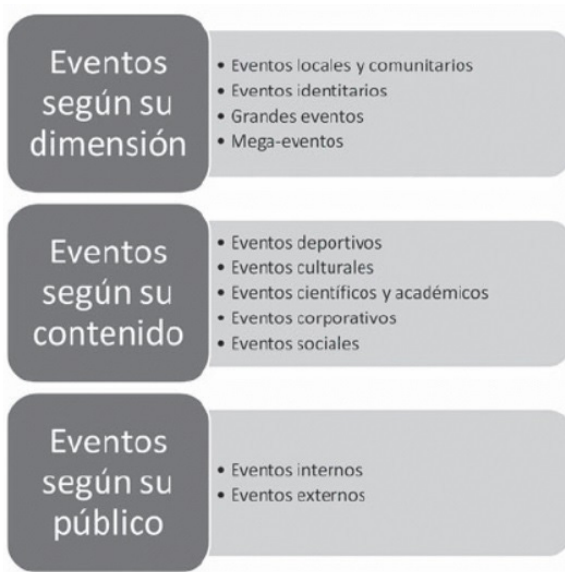 Eventos
según su
dimensión
• Eventos locales y comunitarios
• Eventos identitarios
• Grandes eventos
• Mega-eventos
Eventos
según su
contenido
• Eventos deportivos
• Eventos culturales
• Eventos científicos y académicos
• Eventos corporativos
• Eventos sociales
Eventos
según su
público
• Eventos internos
• Eventos externos